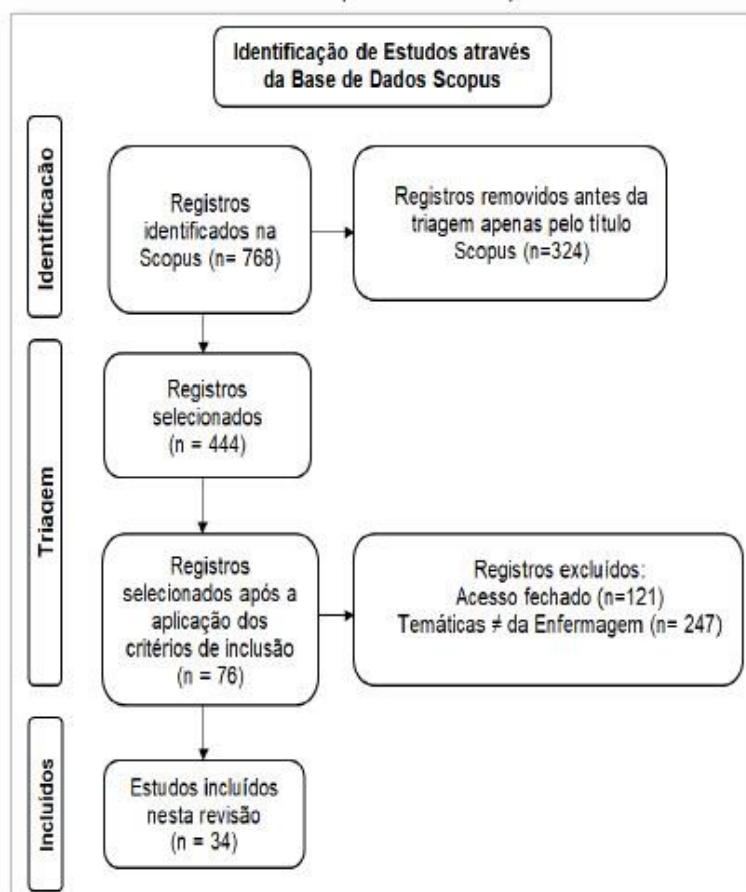 Identificação de Estudos através
da Base de Dados Scopus
Identificação
Registros
identificados na
Scopus (n= 768)
Registros removidos antes da
triagem apenas pelo título
Scopus (n=324)
Triagem
Registros
selecionados
(n = 444)
Registros
selecionados após a
aplicação dos
critérios de inclusão
(n = 76)
Registros excluídos:
Acesso fechado (n=121)
Temáticas ≠ da Enfermagem (n= 247)
Incluídos
Estudos incluídos
nesta revisão
(n = 34)